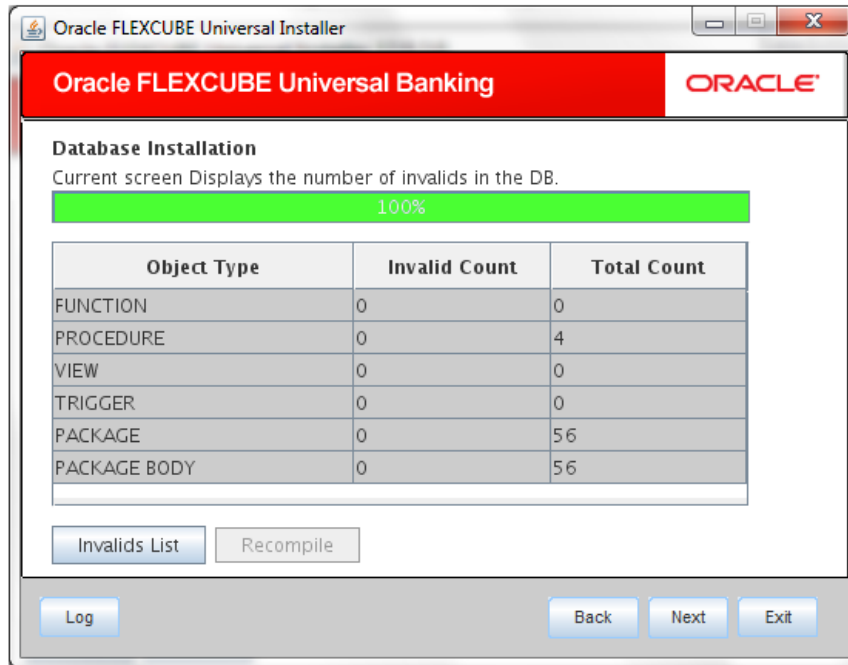 Oracle FLEXCUBE Universal Installer
Oracle FLEXCUBE Universal Banking
ORACLE
Database Installation
Current screen Displays the number of invalids in the DB.
100%
Object Type Invalid Count Total Count
FUNCTION 0 0
PROCEDURE 0 4
VIEW 0 0
TRIGGER 0 0
PACKAGE 0 56
PACKAGE BODY 0 56
Invalids List Recompile
Log Back Next Exit